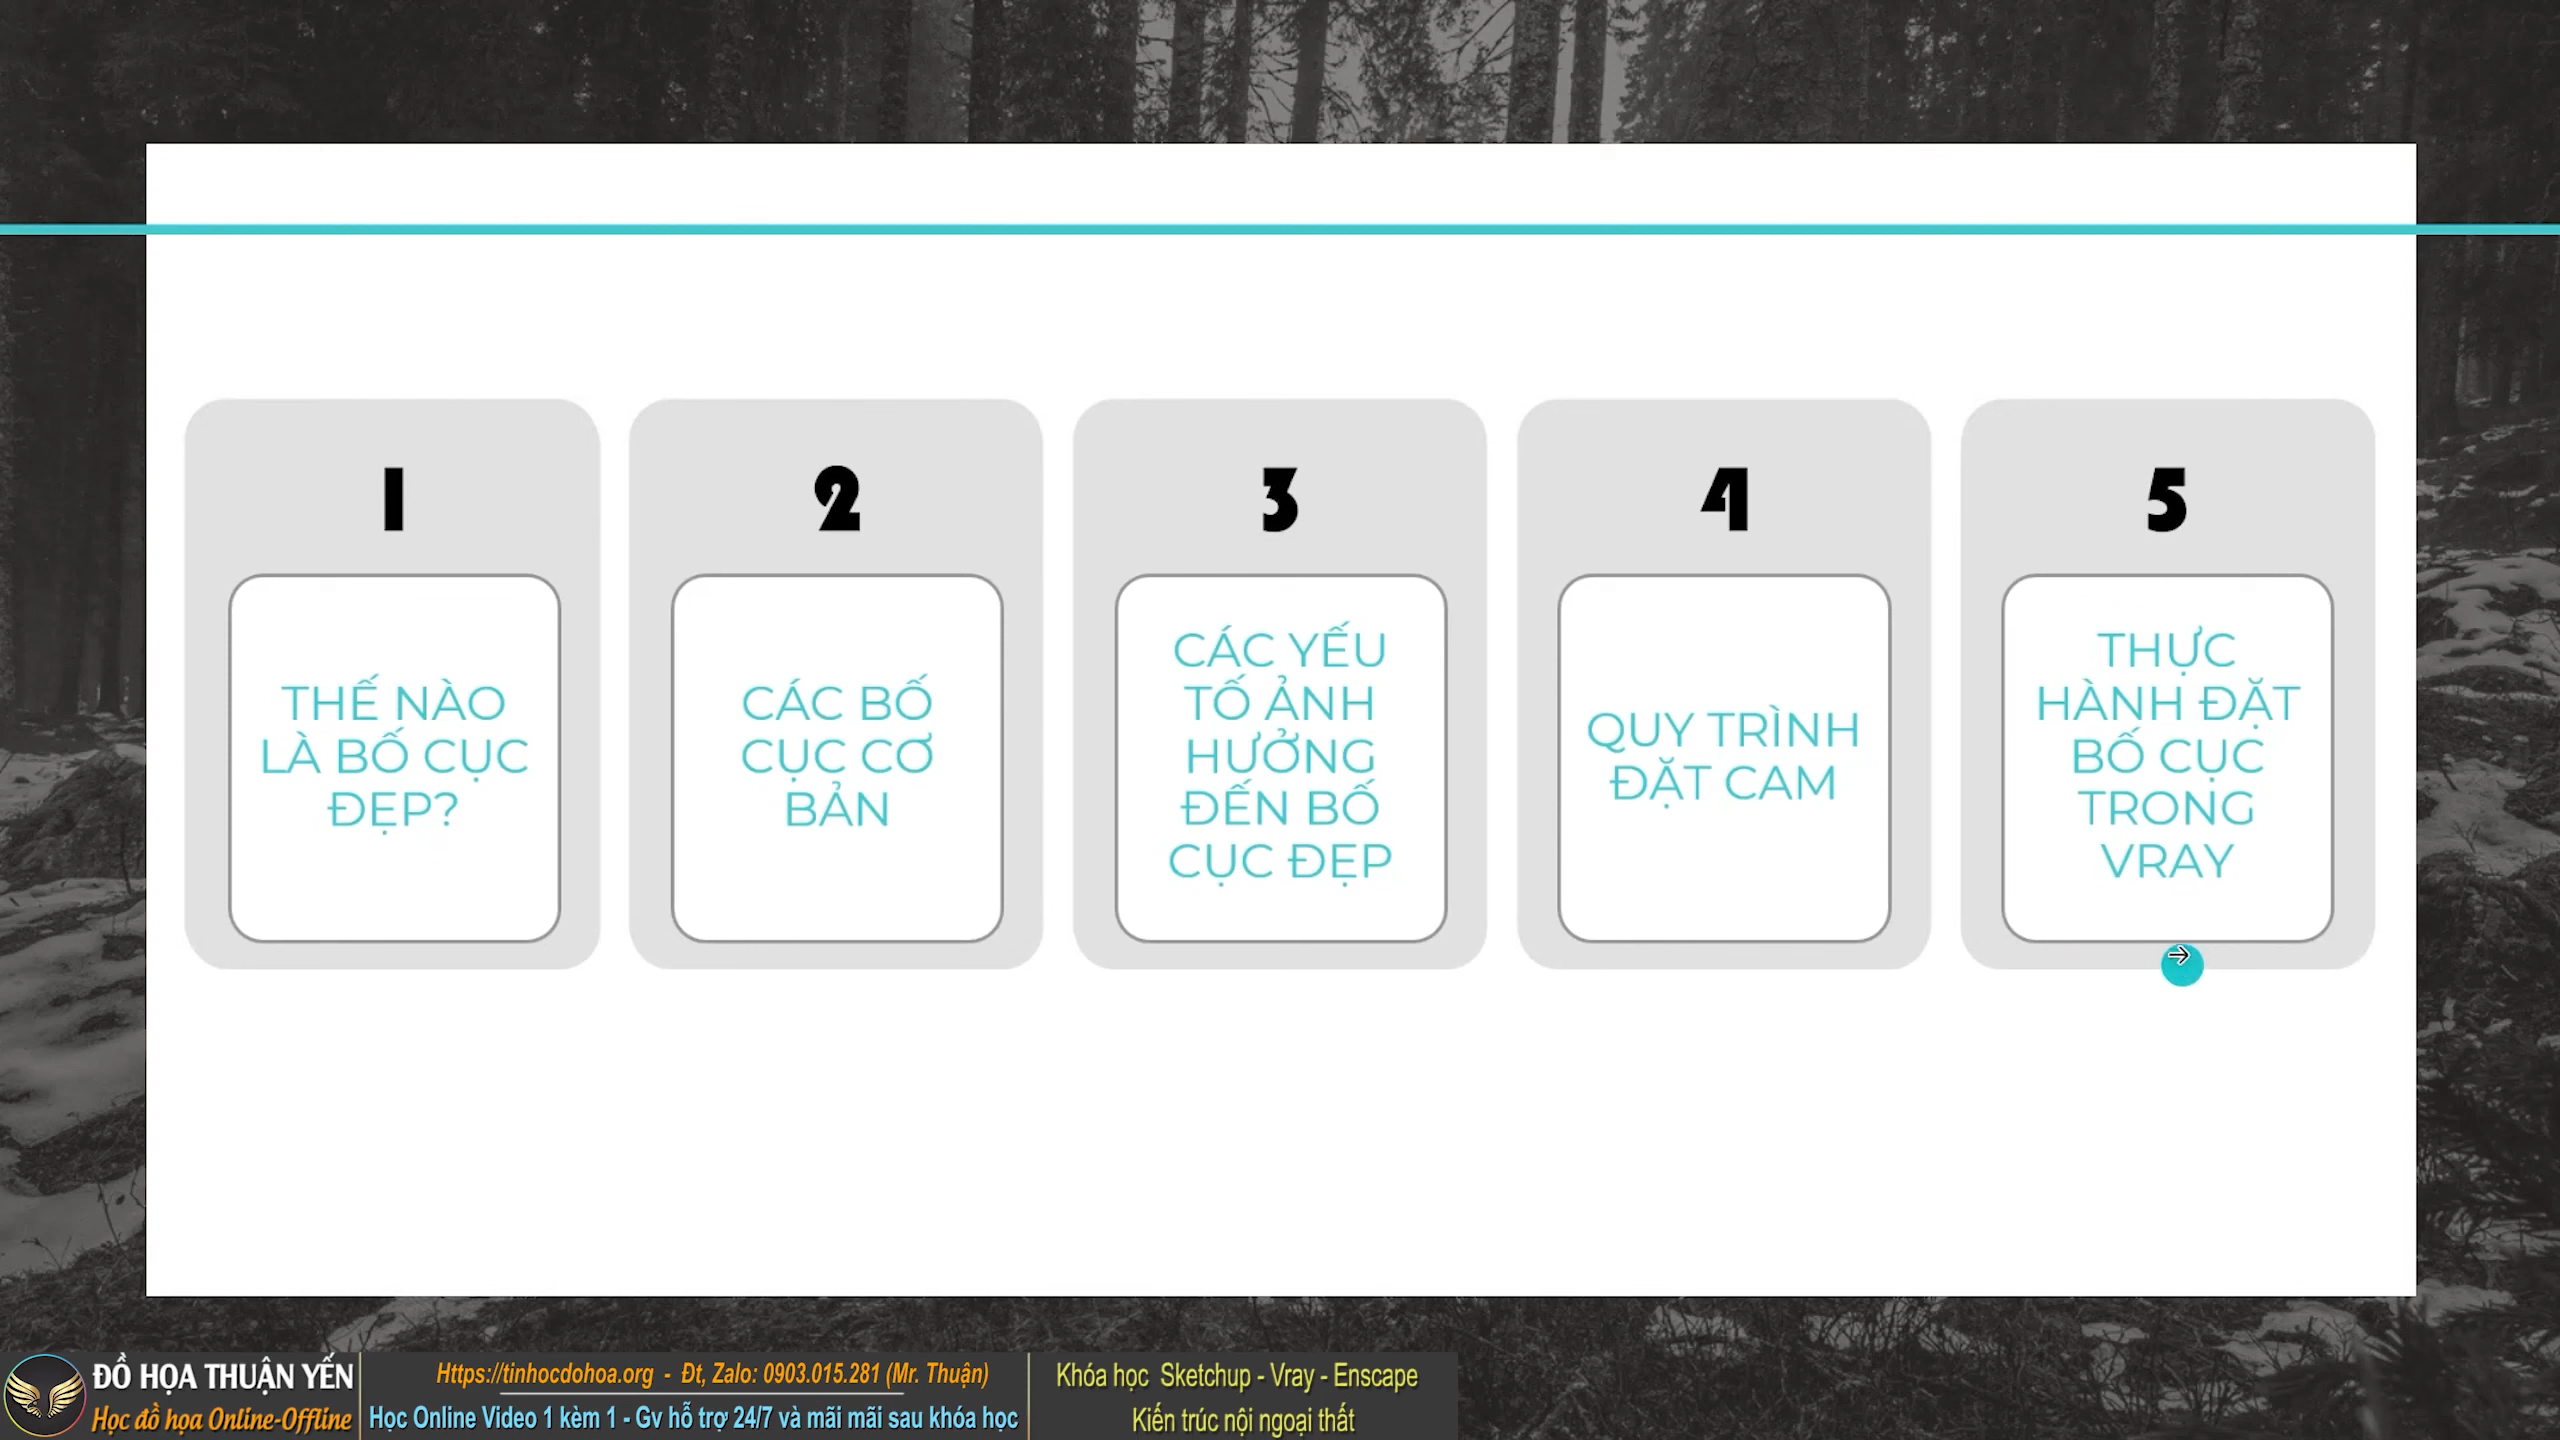 1
THẾ NÀO
LÀ BỐ CỤC
ĐẸP?
2
CÁC BỐ
CỤC CƠ
BẢN
3
CÁC YẾU
TỐ ẢNH
HƯỞNG
ĐẾN BỐ
CỤC ĐẸP
4
QUY TRÌNH
ĐẶT CAM
5
THỰC
HÀNH ĐẶT
BỐ CỤC
TRONG
VRAY
ĐỒ HỌA THUẬN YẾN
Học đồ họa Online-Offline
Https://tinhocdohoa.org - Đt, Zalo: 0903.015.281 (Mr. Thuận)
Học Online Video 1 kèm 1 - Gv hỗ trợ 24/7 và mãi mãi sau khóa học
Khóa học Sketchup - Vray - Enscape
Kiến trúc nội ngoại thất